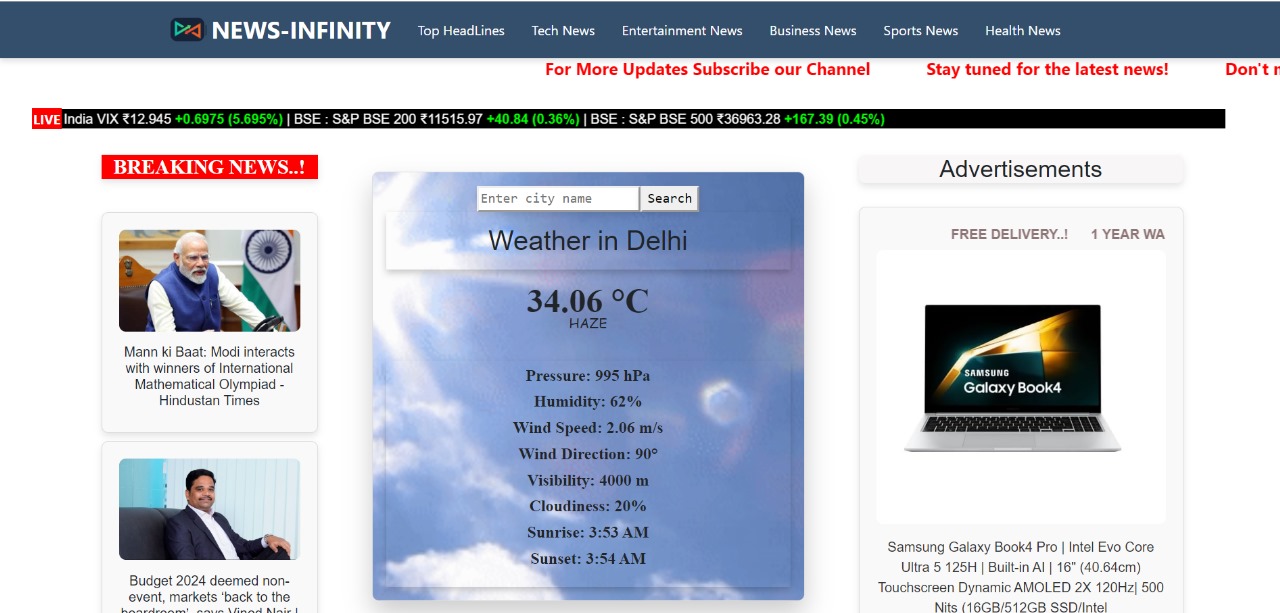 NEWS-INFINITY
Top HeadLines
Tech News
Entertainment News
Business News
Sports News
Health News
For More Updates Subscribe our Channel
Stay tuned for the latest news!
Don't
LIVE
India VIX ₹12.945 +0.6975 (5.695%) | BSE : S&P BSE 200 ₹11515.97 +40.84 (0.36%) | BSE : S&P BSE 500 ₹36963.28 +167.39 (0.45%)
BREAKING NEWS..!
Mann ki Baat: Modi interacts
with winners of International
Mathematical Olympiad -
Hindustan Times
Budget 2024 deemed non-
event, markets ‘back to the
boardroom’, says Vinod Nair |
Enter city name
Search
Weather in Delhi
34.06 °C
HAZE
Pressure: 995 hPa
Humidity: 62%
Wind Speed: 2.06 m/s
Wind Direction: 90°
Visibility: 4000 m
Cloudiness: 20%
Sunrise: 3:53 AM
Sunset: 3:54 AM
Advertisements
FREE DELIVERY..!
1 YEAR WA
SAMSUNG
Galaxy Book4
Samsung Galaxy Book4 Pro | Intel Evo Core
Ultra 5 125H | Built-in AI | 16" (40.64cm)
Touchscreen Dynamic AMOLED 2X 120Hz| 500
Nits (16GB/512GB SSD/Intel